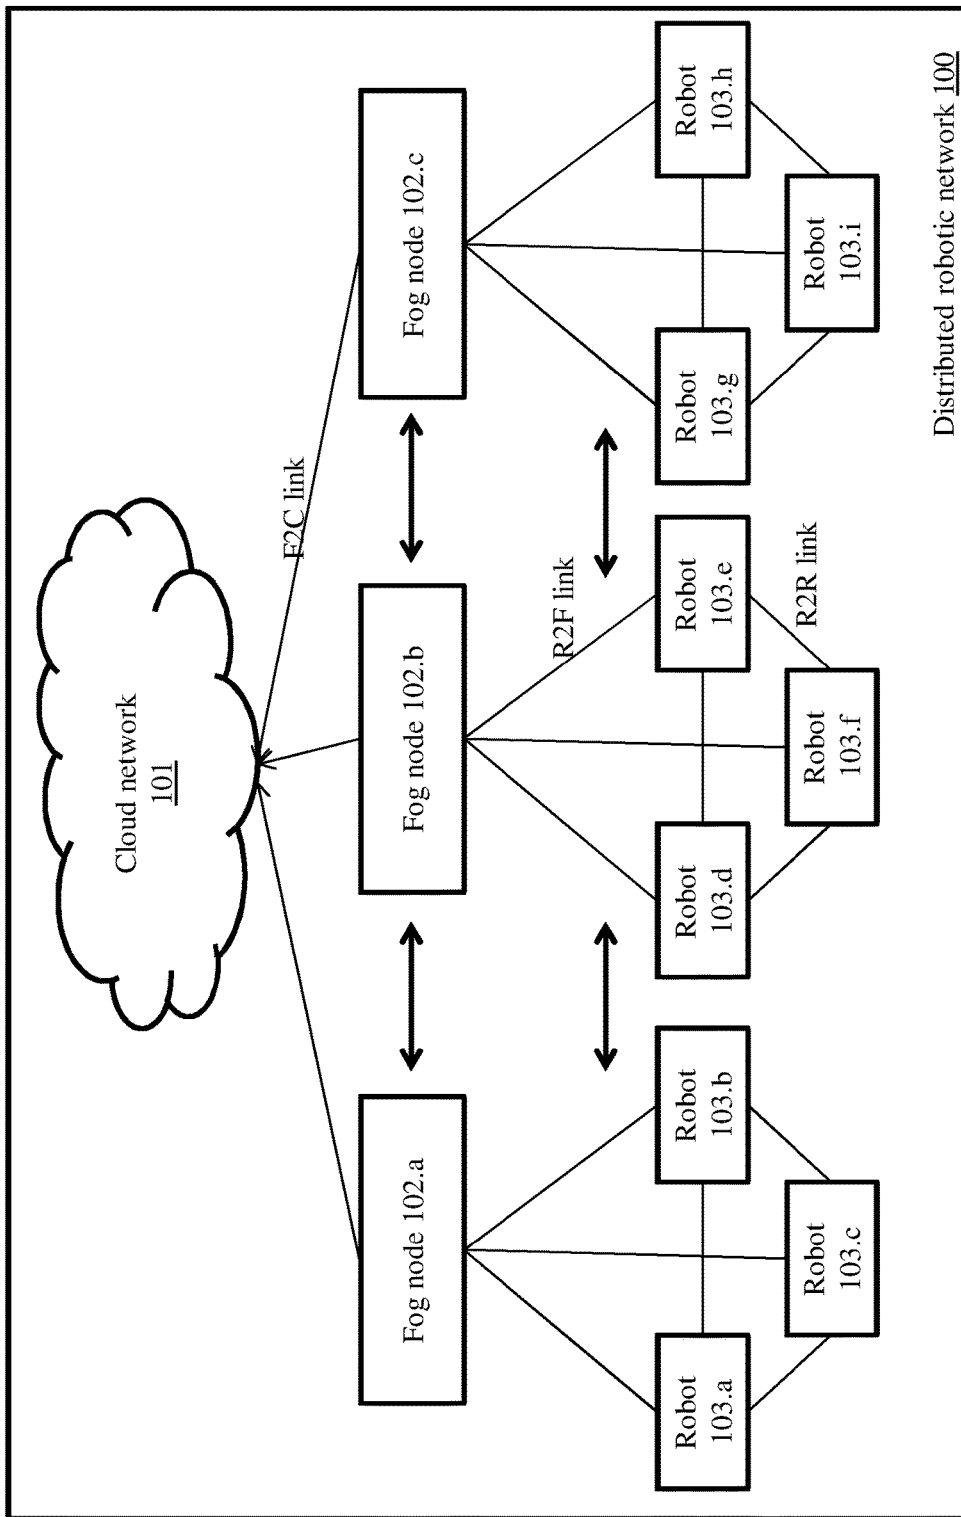 Cloud network
101
F2C link
Fog node 102.a
Fog node 102.b
Fog node 102.c
R2F link
Robot
103.a
Robot
103.b
Robot
103.d
Robot
103.e
Robot
103.g
Robot
103.h
R2R link
Robot
103.c
Robot
103.f
Robot
103.i
Distributed robotic network 100